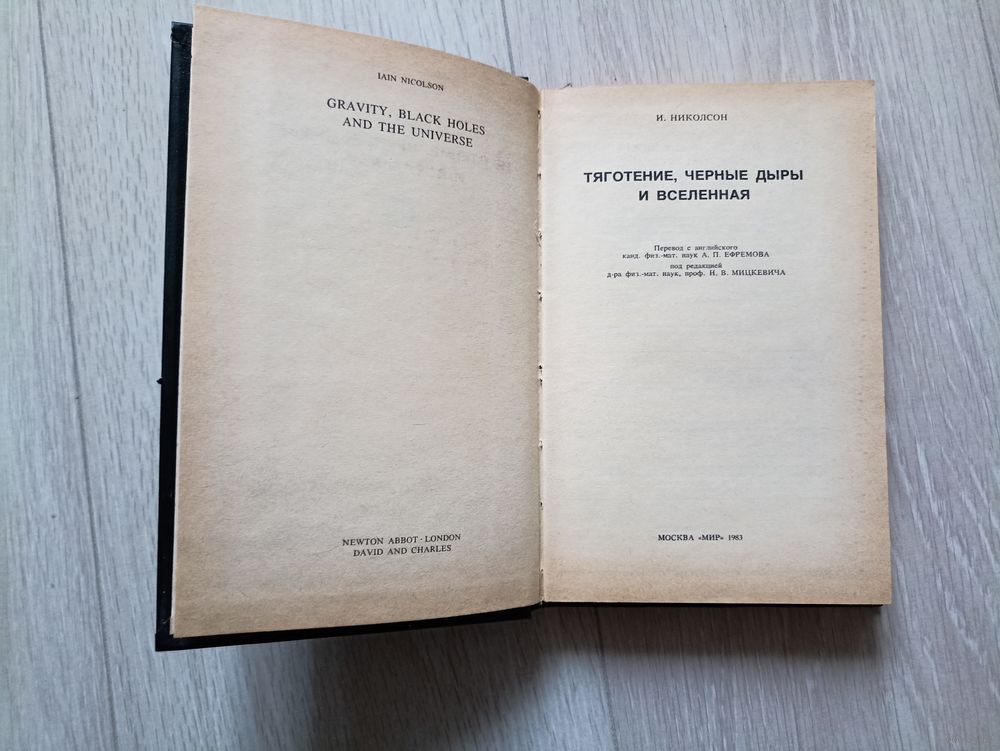 IAIN NICOLSON
GRAVITY, BLACK HOLES
AND THE UNIVERSE
NEWTON ABBOT · LONDON
DAVID AND CHARLES
И. НИКОЛСОН
ТЯГОТЕНИЕ, ЧЕРНЫЕ ДЫРЫ
И ВСЕЛЕННАЯ
Перевод с английского
канд. физ.-мат. наук А. П. ЕФРЕМОВА
под редакцией
д-ра физ.-мат. наук, проф. Н. В. МИЦКЕВИЧА
МОСКВА «МИР» 1983